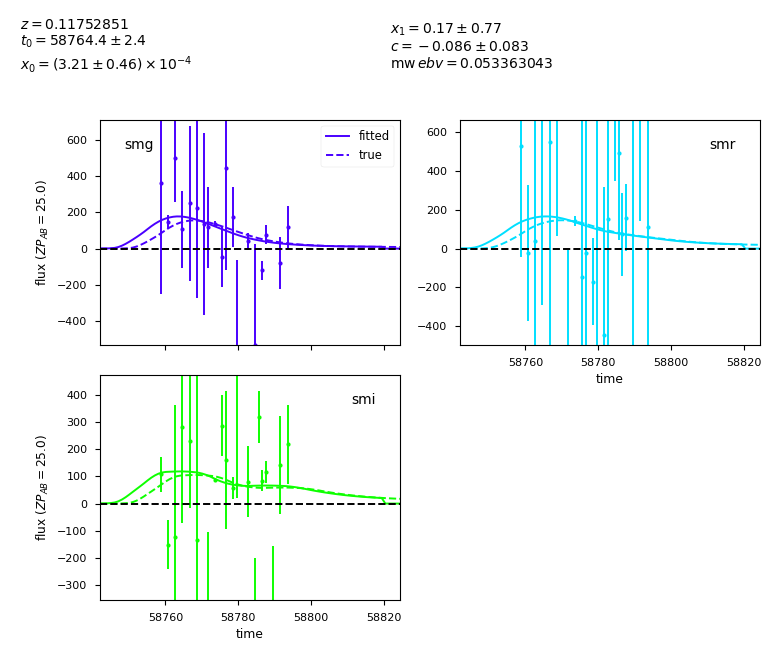 z = 0.11752851
t₀ = 58764.4 ± 2.4
x₀ = (3.21 ± 0.46) × 10⁻⁴
x₁ = 0.17 ± 0.77
c = −0.086 ± 0.083
mw ebv = 0.053363043
smg
fitted
true
600
400
200
0
−200
−400
flux (ZP_AB = 25.0)
smr
600
400
200
0
−200
−400
58760 58780 58800 58820
time
smi
400
300
200
100
0
−100
−200
−300
flux (ZP_AB = 25.0)
58760 58780 58800 58820
time